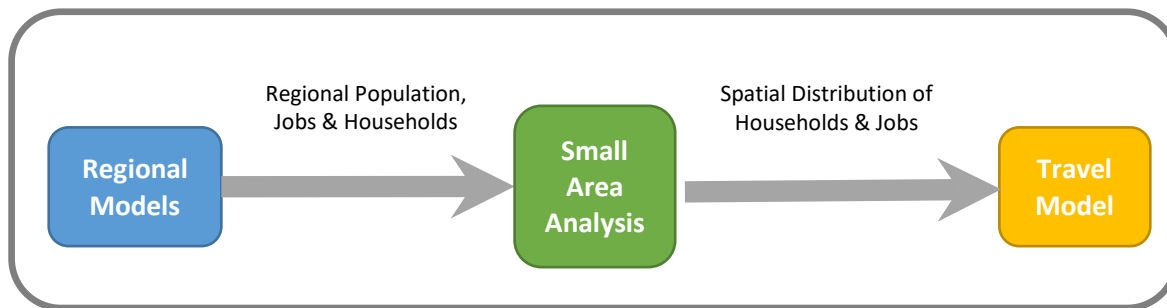 Regional Population,
Jobs & Households
Spatial Distribution of
Households & Jobs
Regional
Models
Small
Area
Analysis
Travel
Model